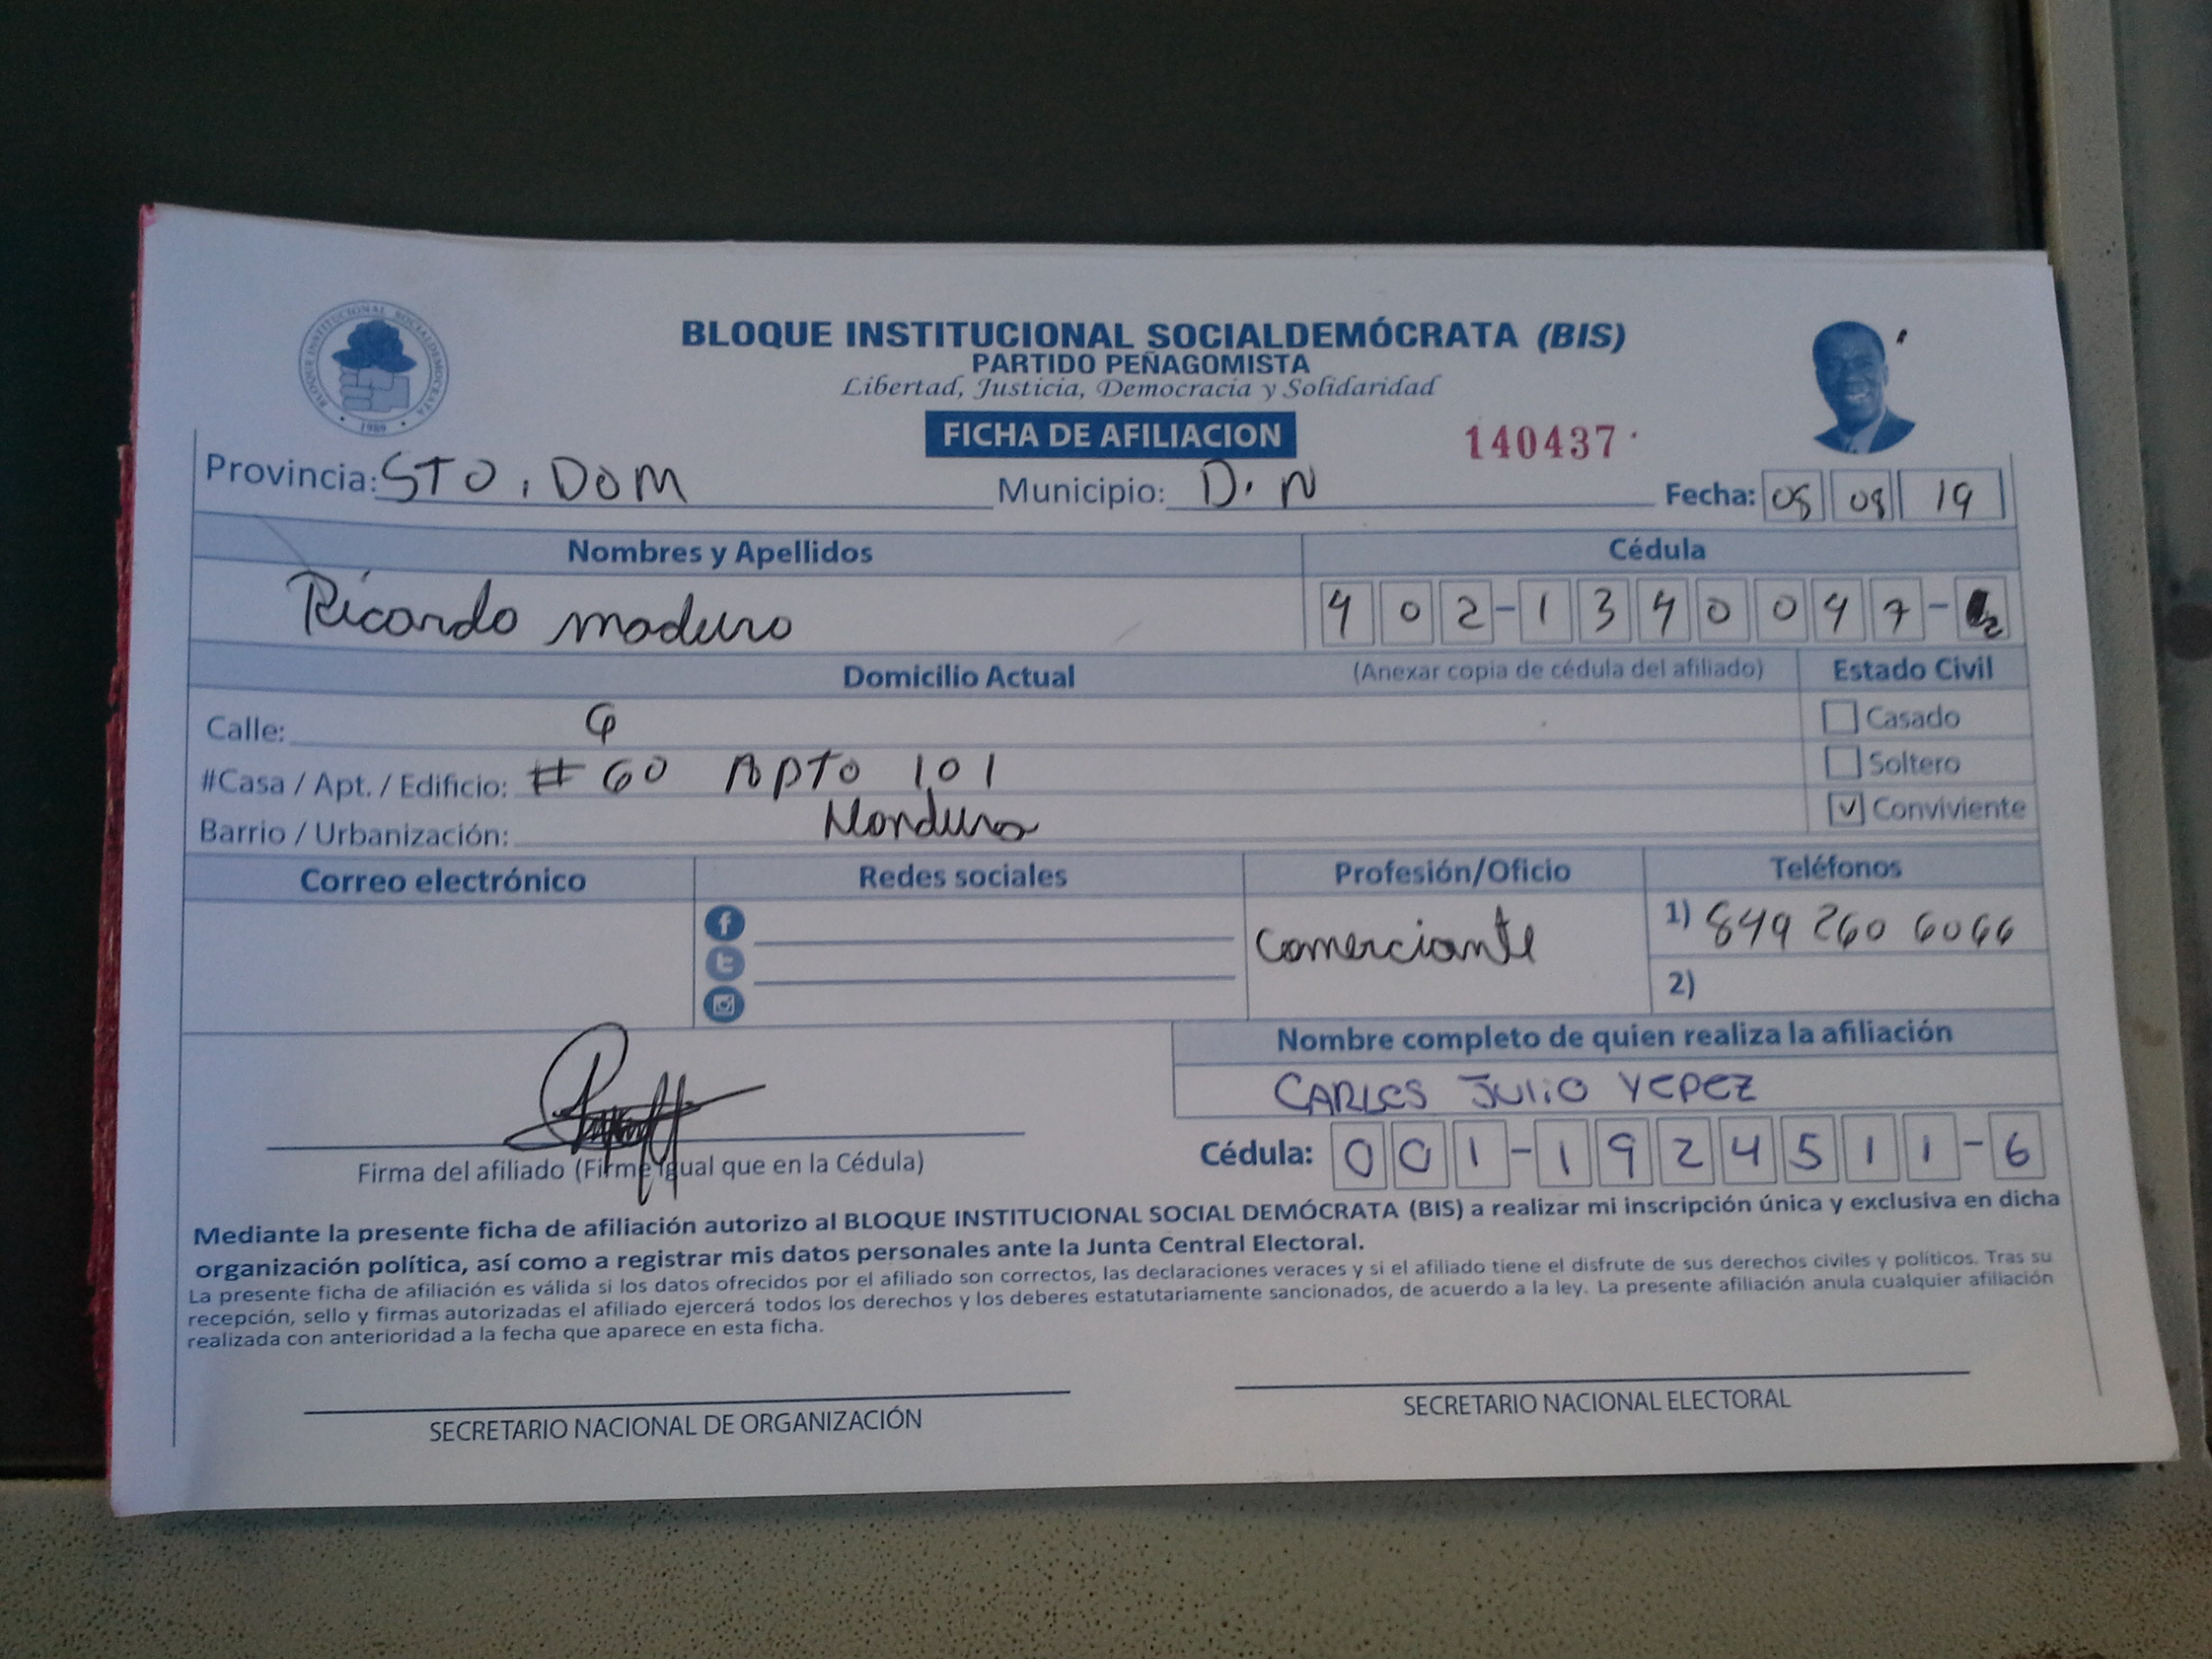 BLOQUE INSTITUCIONAL SOCIALDEMÓCRATA (BIS)
PARTIDO PEÑAGOMISTA
Libertad, Justicia, Democracia y Solidaridad
BLOQUE INSTITUCIONAL SOCIALDEMOCRATA
1989
FICHA DE AFILIACION
140437
Provincia: STO. DOM Municipio: D.N Fecha: 08 08 19
Nombres y Apellidos Cédula
Ricardo maduro 402-1340047-2
Domicilio Actual (Anexar copia de cédula del afiliado) Estado Civil
Calle: Casado
#Casa / Apt. / Edificio: # 60 Apto 101 Soltero
Barrio / Urbanización: Honduras Conviviente
Correo electrónico Redes sociales Profesión/Oficio Teléfonos
Comerciante 1) 849 260 6066
2)
Nombre completo de quien realiza la afiliación
CARLOS JULIO YEPEZ
Firma del afiliado (Firme igual que en la Cédula) Cédula: 001-1924511-6
Mediante la presente ficha de afiliación autorizo al BLOQUE INSTITUCIONAL SOCIAL DEMÓCRATA (BIS) a realizar mi inscripción única y exclusiva en dicha
organización política, así como a registrar mis datos personales ante la Junta Central Electoral.
La presente ficha de afiliación es válida si los datos ofrecidos por el afiliado son correctos, las declaraciones veraces y si el afiliado tiene el disfrute de sus derechos civiles y políticos. Tras su
recepción, sello y firmas autorizadas el afiliado ejercerá todos los derechos y los deberes estatutariamente sancionados, de acuerdo a la ley. La presente afiliación anula cualquier afiliación
realizada con anterioridad a la fecha que aparece en esta ficha.
SECRETARIO NACIONAL DE ORGANIZACIÓN SECRETARIO NACIONAL ELECTORAL